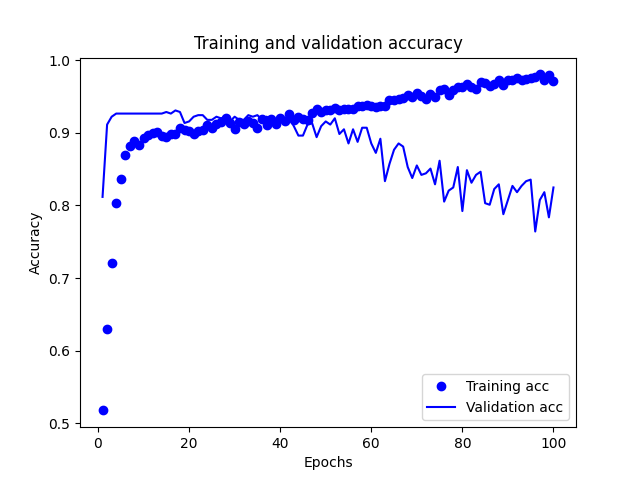 Training and validation accuracy
1.0
0.9
0.8
0.7
0.6
0.5
Accuracy
0
20
40
60
80
100
Epochs
Training acc
Validation acc